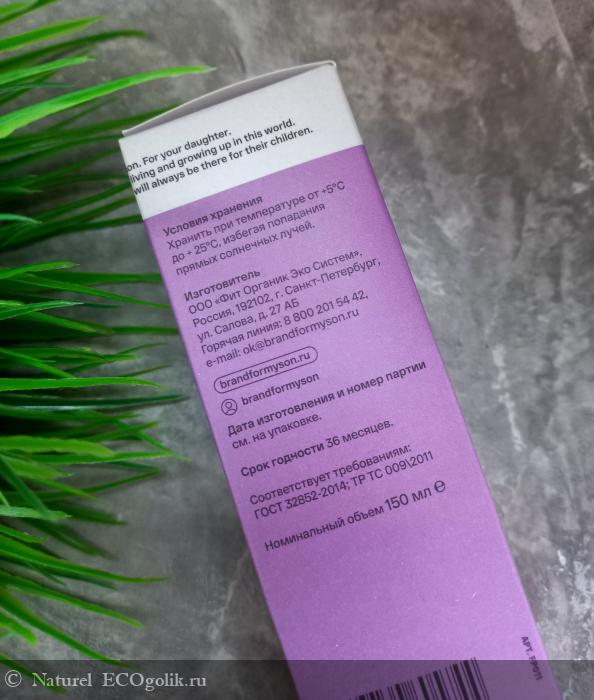 on. For your daughter.
living and growing up in this world.
will always be there for their children.
Условия хранения
Хранить при температуре от +5°C
до + 25°C, избегая попадания
прямых солнечных лучей.
Изготовитель
ООО «Фит Органик Эко Систем»,
Россия, 192102, г. Санкт-Петербург,
ул. Салова, д. 27 АБ
Горячая линия: 8 800 201 54 42,
e-mail: ok@brandformyson.ru
brandformyson.ru
brandformyson
Дата изготовления и номер партии
см. на упаковке.
Срок годности 36 месяцев.
Соответствует требованиям:
ГОСТ 32852-2014; ТР ТС 009\2011
Номинальный объем 150 мл ℮
АРТ. FP011
© Naturel ECOgolik.ru